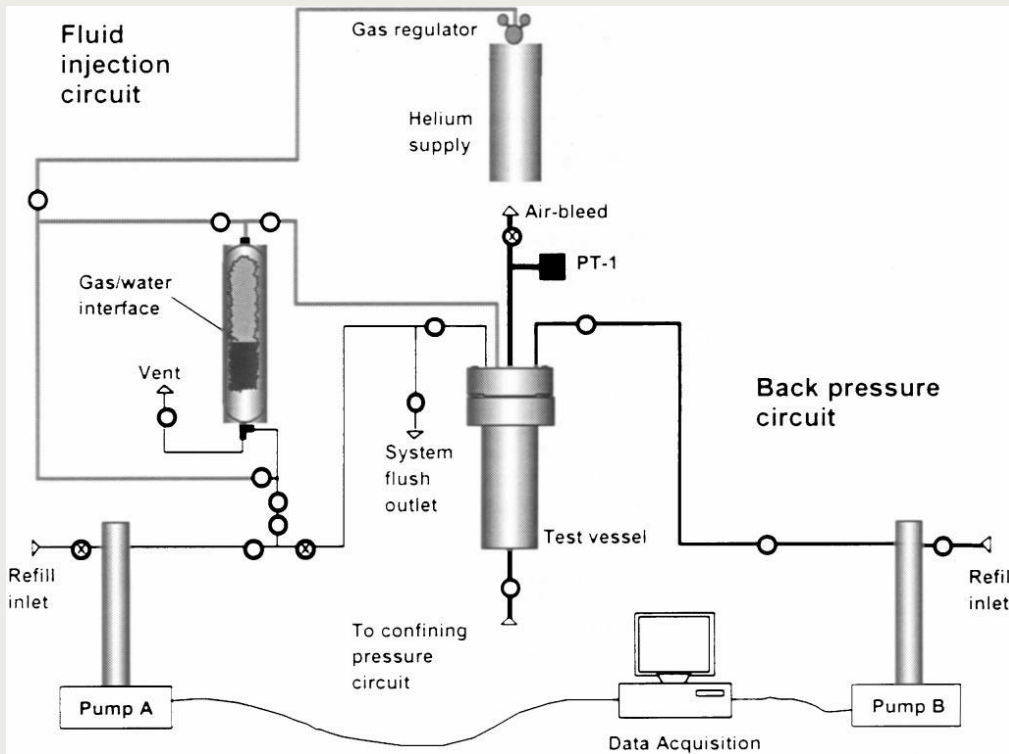 Fluid
injection
circuit
Gas regulator
Helium
supply
Air-bleed
PT-1
Gas/water
interface
Vent
Back pressure
circuit
System
flush
outlet
Test vessel
Refill
inlet
Refill
inlet
To confining
pressure
circuit
Pump A
Pump B
Data Acquisition